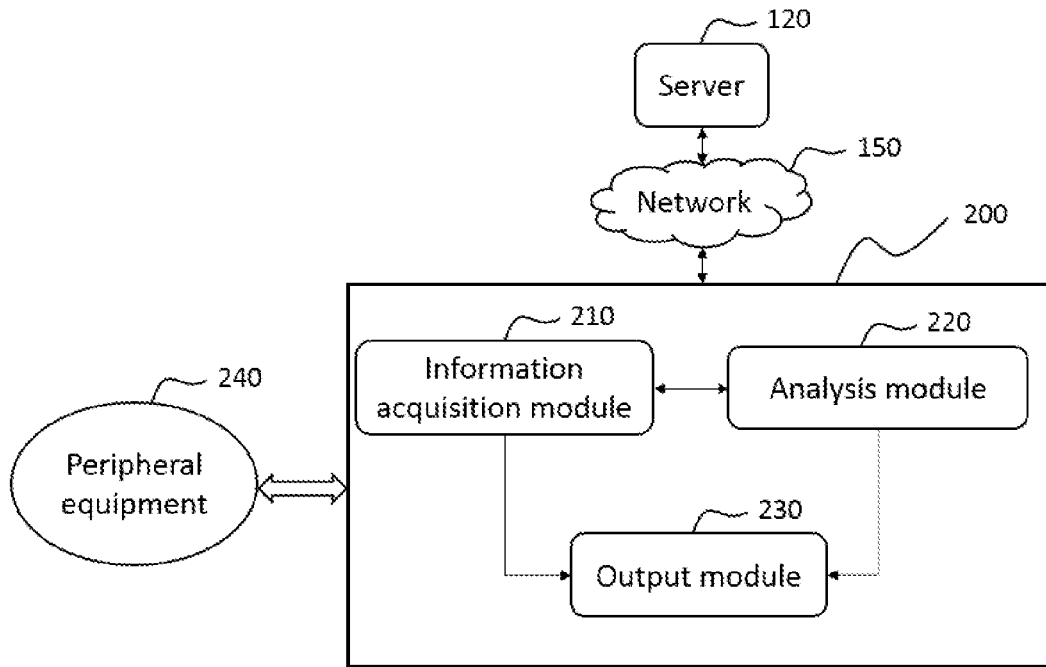 120
Server
150
Network
200
210
220
Information
acquisition module
Analysis module
240
Peripheral
equipment
230
Output module